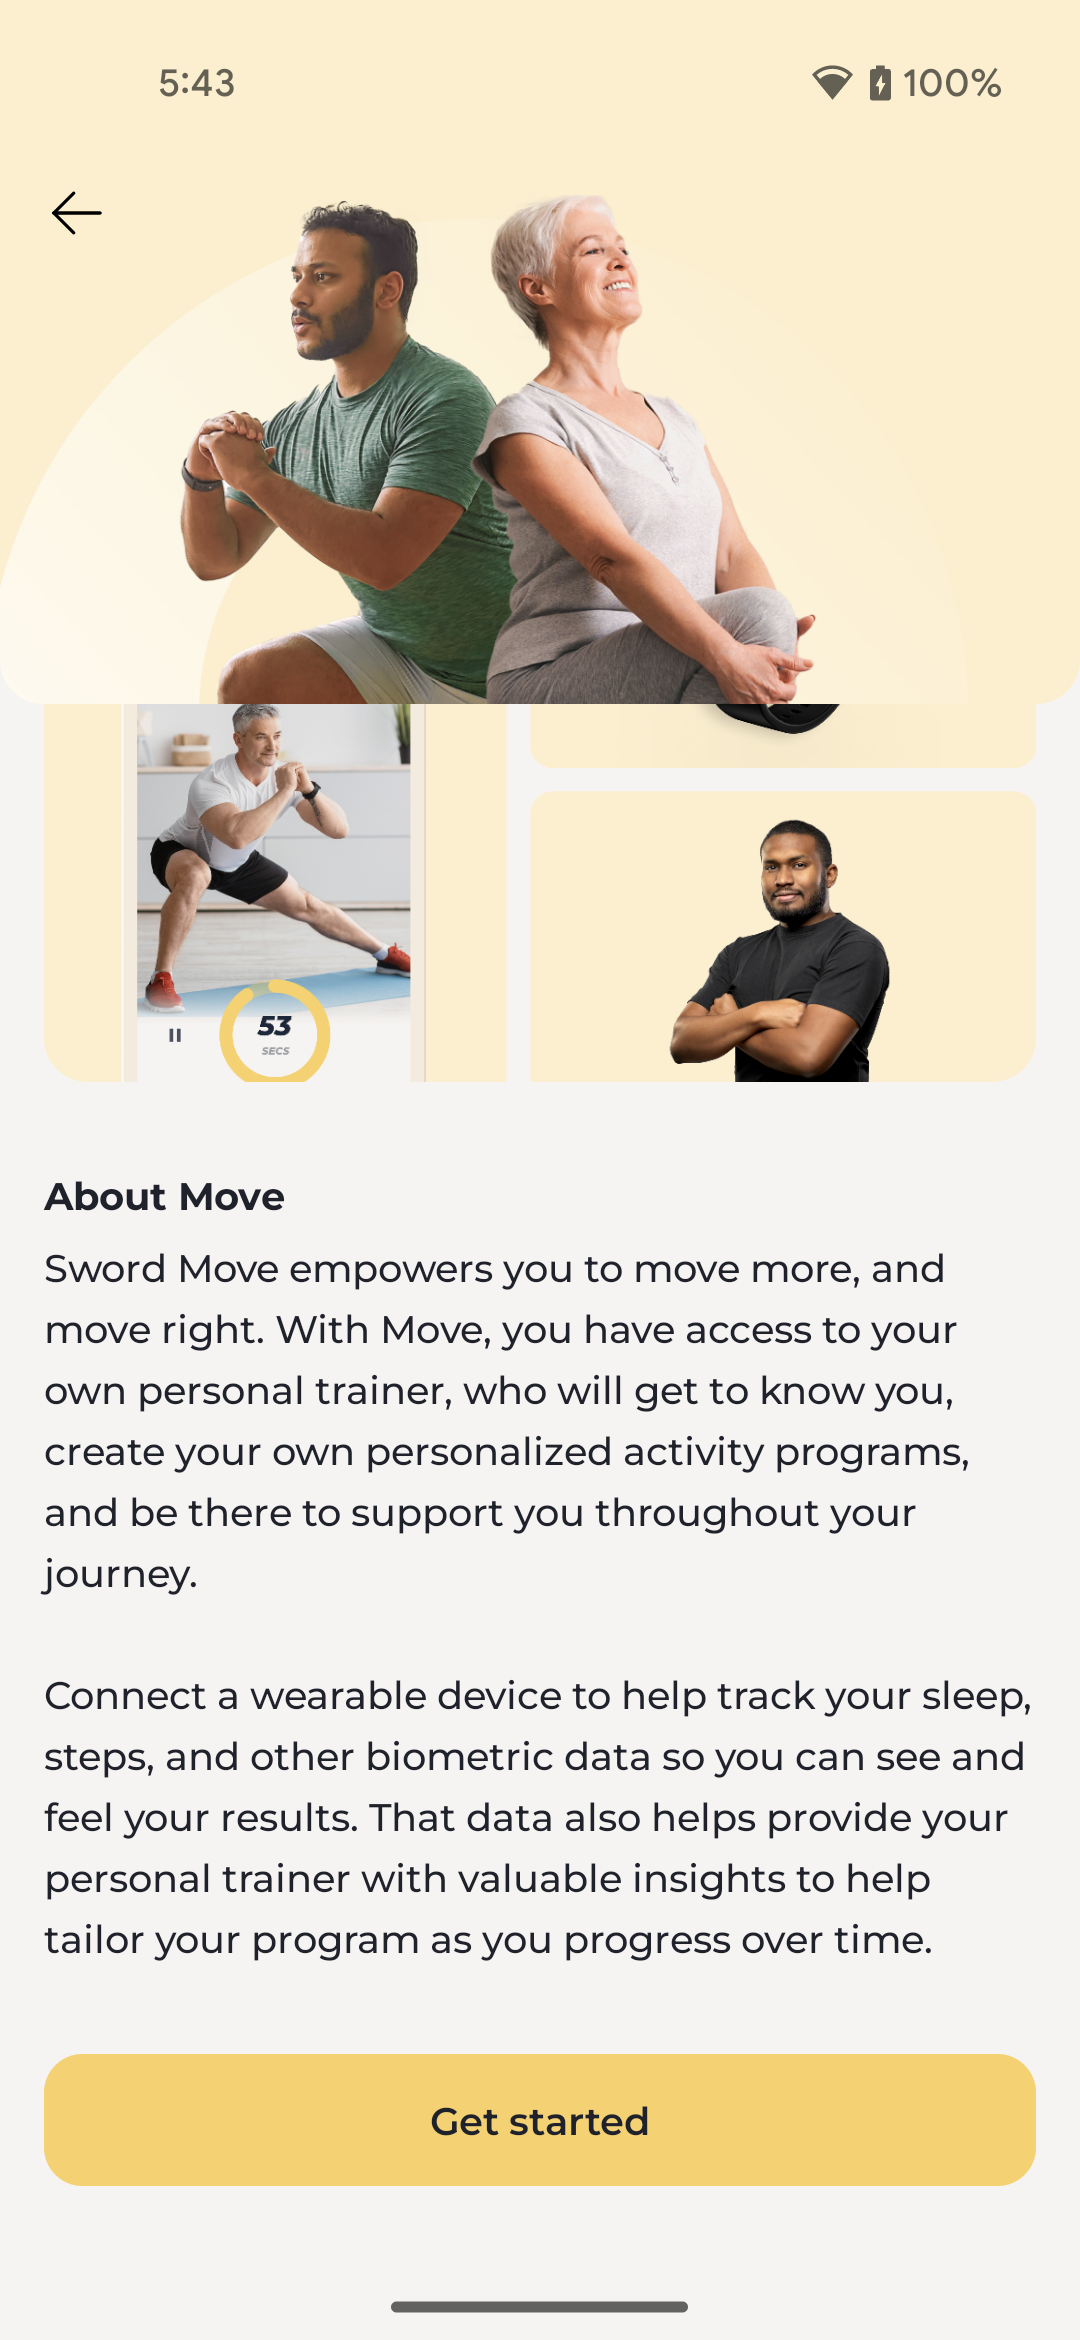 5:43
100%
53
SECS
About Move
Sword Move empowers you to move more, and
move right. With Move, you have access to your
own personal trainer, who will get to know you,
create your own personalized activity programs,
and be there to support you throughout your
journey.
Connect a wearable device to help track your sleep,
steps, and other biometric data so you can see and
feel your results. That data also helps provide your
personal trainer with valuable insights to help
tailor your program as you progress over time.
Get started